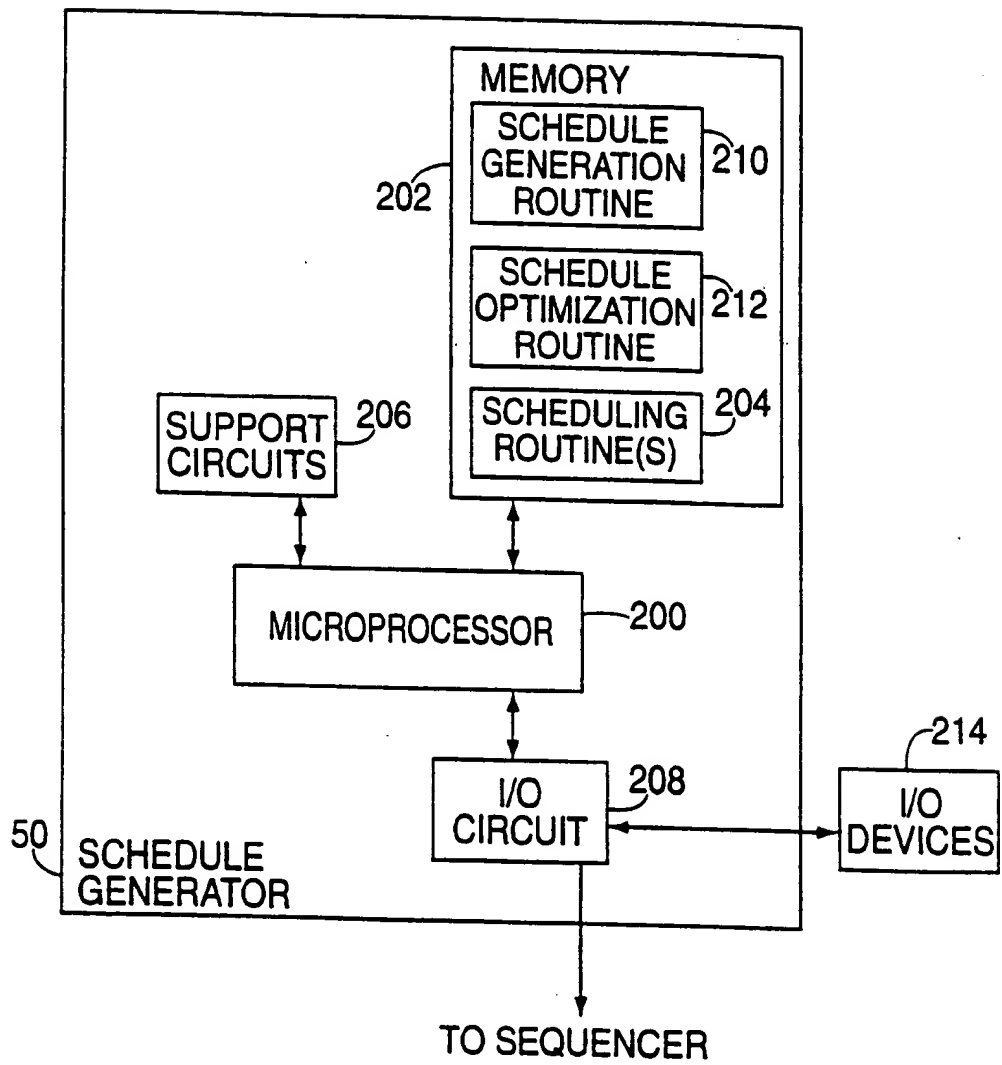 MEMORY
SCHEDULE
GENERATION
ROUTINE
210
202
SCHEDULE
OPTIMIZATION
ROUTINE
212
SCHEDULING
ROUTINE(S)
204
SUPPORT
CIRCUITS
206
MICROPROCESSOR
200
I/O
CIRCUIT
208
214
I/O
DEVICES
50
SCHEDULE
GENERATOR
TO SEQUENCER